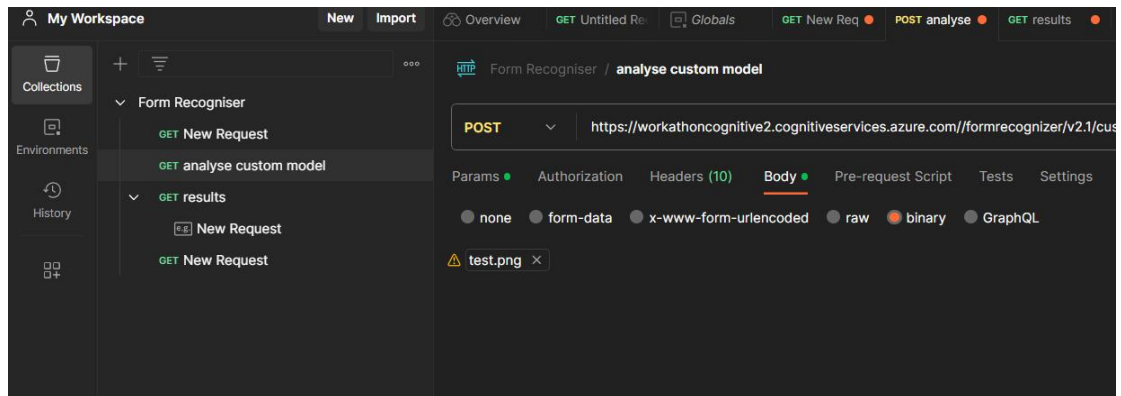 My Workspace
New
Import
Overview
GET Untitled Re
Globals
GET New Req
POST analyse
GET results
Collections
Environments
History
Form Recogniser
GET New Request
GET analyse custom model
GET results
e.g. New Request
GET New Request
HTTP Form Recogniser / analyse custom model
POST
https://workathoncognitive2.cognitiveservices.azure.com//formrecognizer/v2.1/cus
Params
Authorization
Headers (10)
Body
Pre-request Script
Tests
Settings
none
form-data
x-www-form-urlencoded
raw
binary
GraphQL
test.png